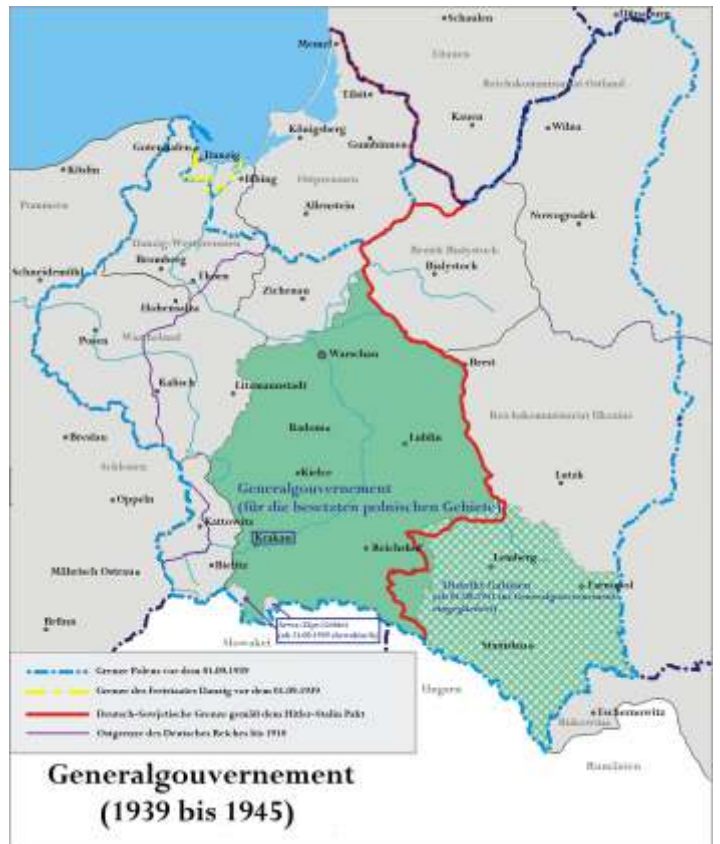 Schaulen
Dünaburg
Memel
Litauen
Reichskommissariat Ostland
Tilsit
Kauen
Wilna
Königsberg
Gumbinnen
Gotenhafen
Danzig
Elbing
Köslin
Ostpreussen
Pommern
Allenstein
Nowogrodek
Danzig-Westpreussen
Bezirk Bialystock
Bromberg
Bialystock
Schneidemühl
Thorn
Zichenau
Hohensalza
Posen
Wartheland
Warschau
Brest
Kalisch
Litzmannstadt
Reichskommissariat Ukraine
Radom
Breslau
Lublin
Schlesien
Kielce
Lutzk
Generalgouvernement
(für die besetzten polnischen Gebiete)
Oppeln
Kattowitz
Krakau
Reichshof
Lemberg
Bielitz
Mährisch Ostrau
Distrikt Galizien
Tarnopol
Brünn
Slowakei
Stanislau
Ungarn
Grenze Polens vor dem 01.09.1939
Grenze des Freistaates Danzig vor dem 01.09.1939
Deutsch-Sowjetische Grenze gemäß dem Hitler-Stalin Pakt
Ostgrenze des Deutschen Reiches bis 1918
Tschernowitz
Bukowina
Rumänien
Generalgouvernement
(1939 bis 1945)